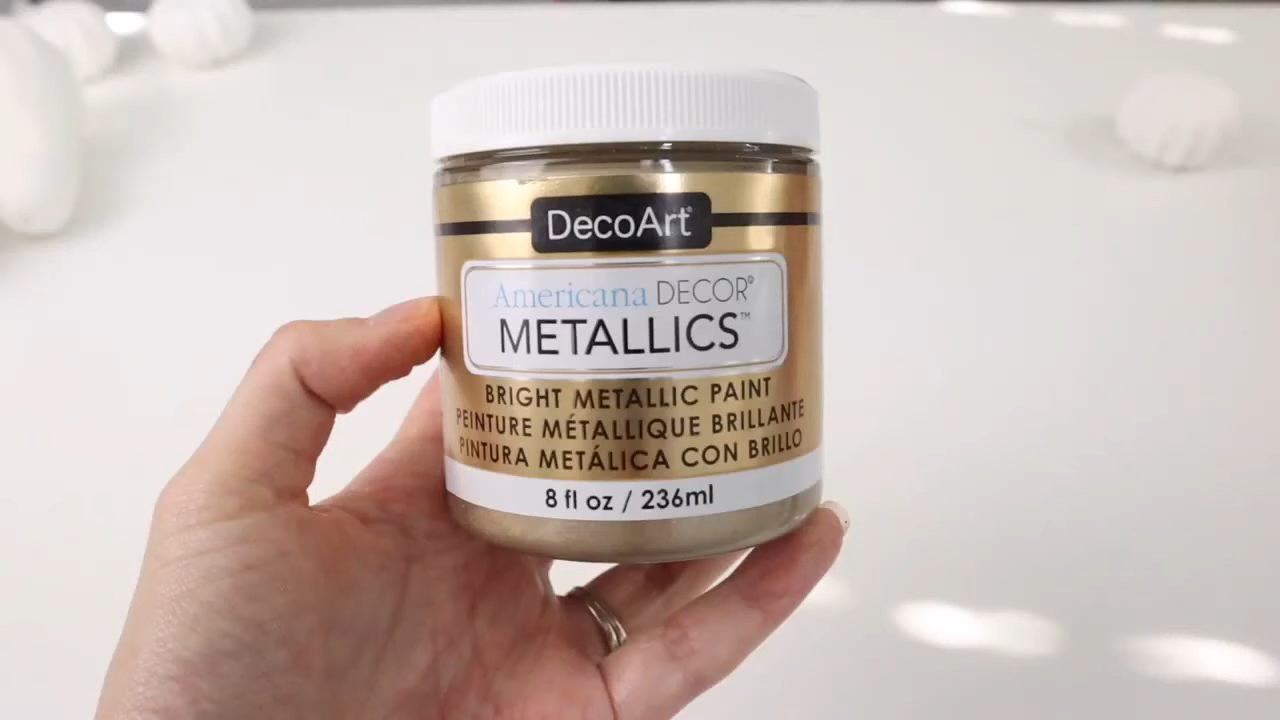 DecoArt®
Americana DECOR®
METALLICS™
BRIGHT METALLIC PAINT
PEINTURE MÉTALLIQUE BRILLANTE
PINTURA METÁLICA CON BRILLO
8 fl oz / 236ml